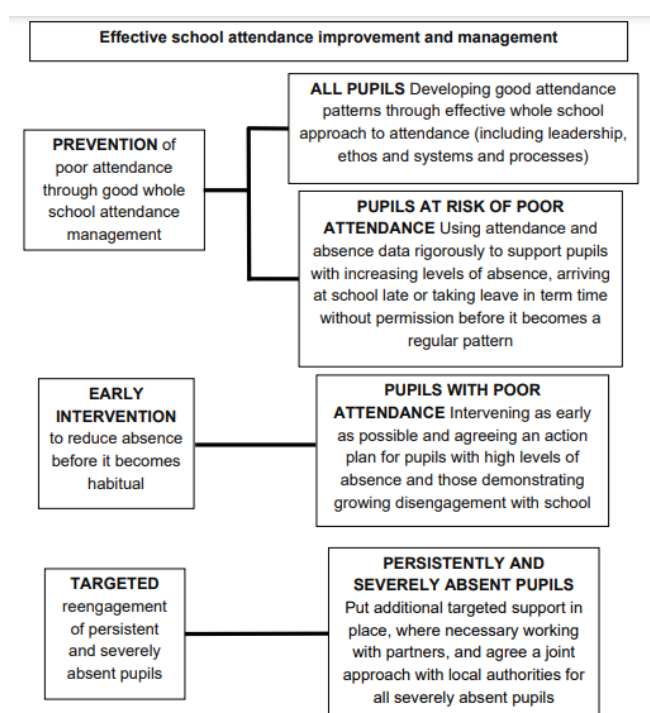 Effective school attendance improvement and management
PREVENTION of
poor attendance
through good whole
school attendance
management
ALL PUPILS Developing good attendance
patterns through effective whole school
approach to attendance (including leadership,
ethos and systems and processes)
PUPILS AT RISK OF POOR
ATTENDANCE Using attendance and
absence data rigorously to support pupils
with increasing levels of absence, arriving
at school late or taking leave in term time
without permission before it becomes a
regular pattern
EARLY
INTERVENTION
to reduce absence
before it becomes
habitual
PUPILS WITH POOR
ATTENDANCE Intervening as early
as possible and agreeing an action
plan for pupils with high levels of
absence and those demonstrating
growing disengagement with school
TARGETED
reengagement
of persistent
and severely
absent pupils
PERSISTENTLY AND
SEVERELY ABSENT PUPILS
Put additional targeted support in
place, where necessary working
with partners, and agree a joint
approach with local authorities for
all severely absent pupils